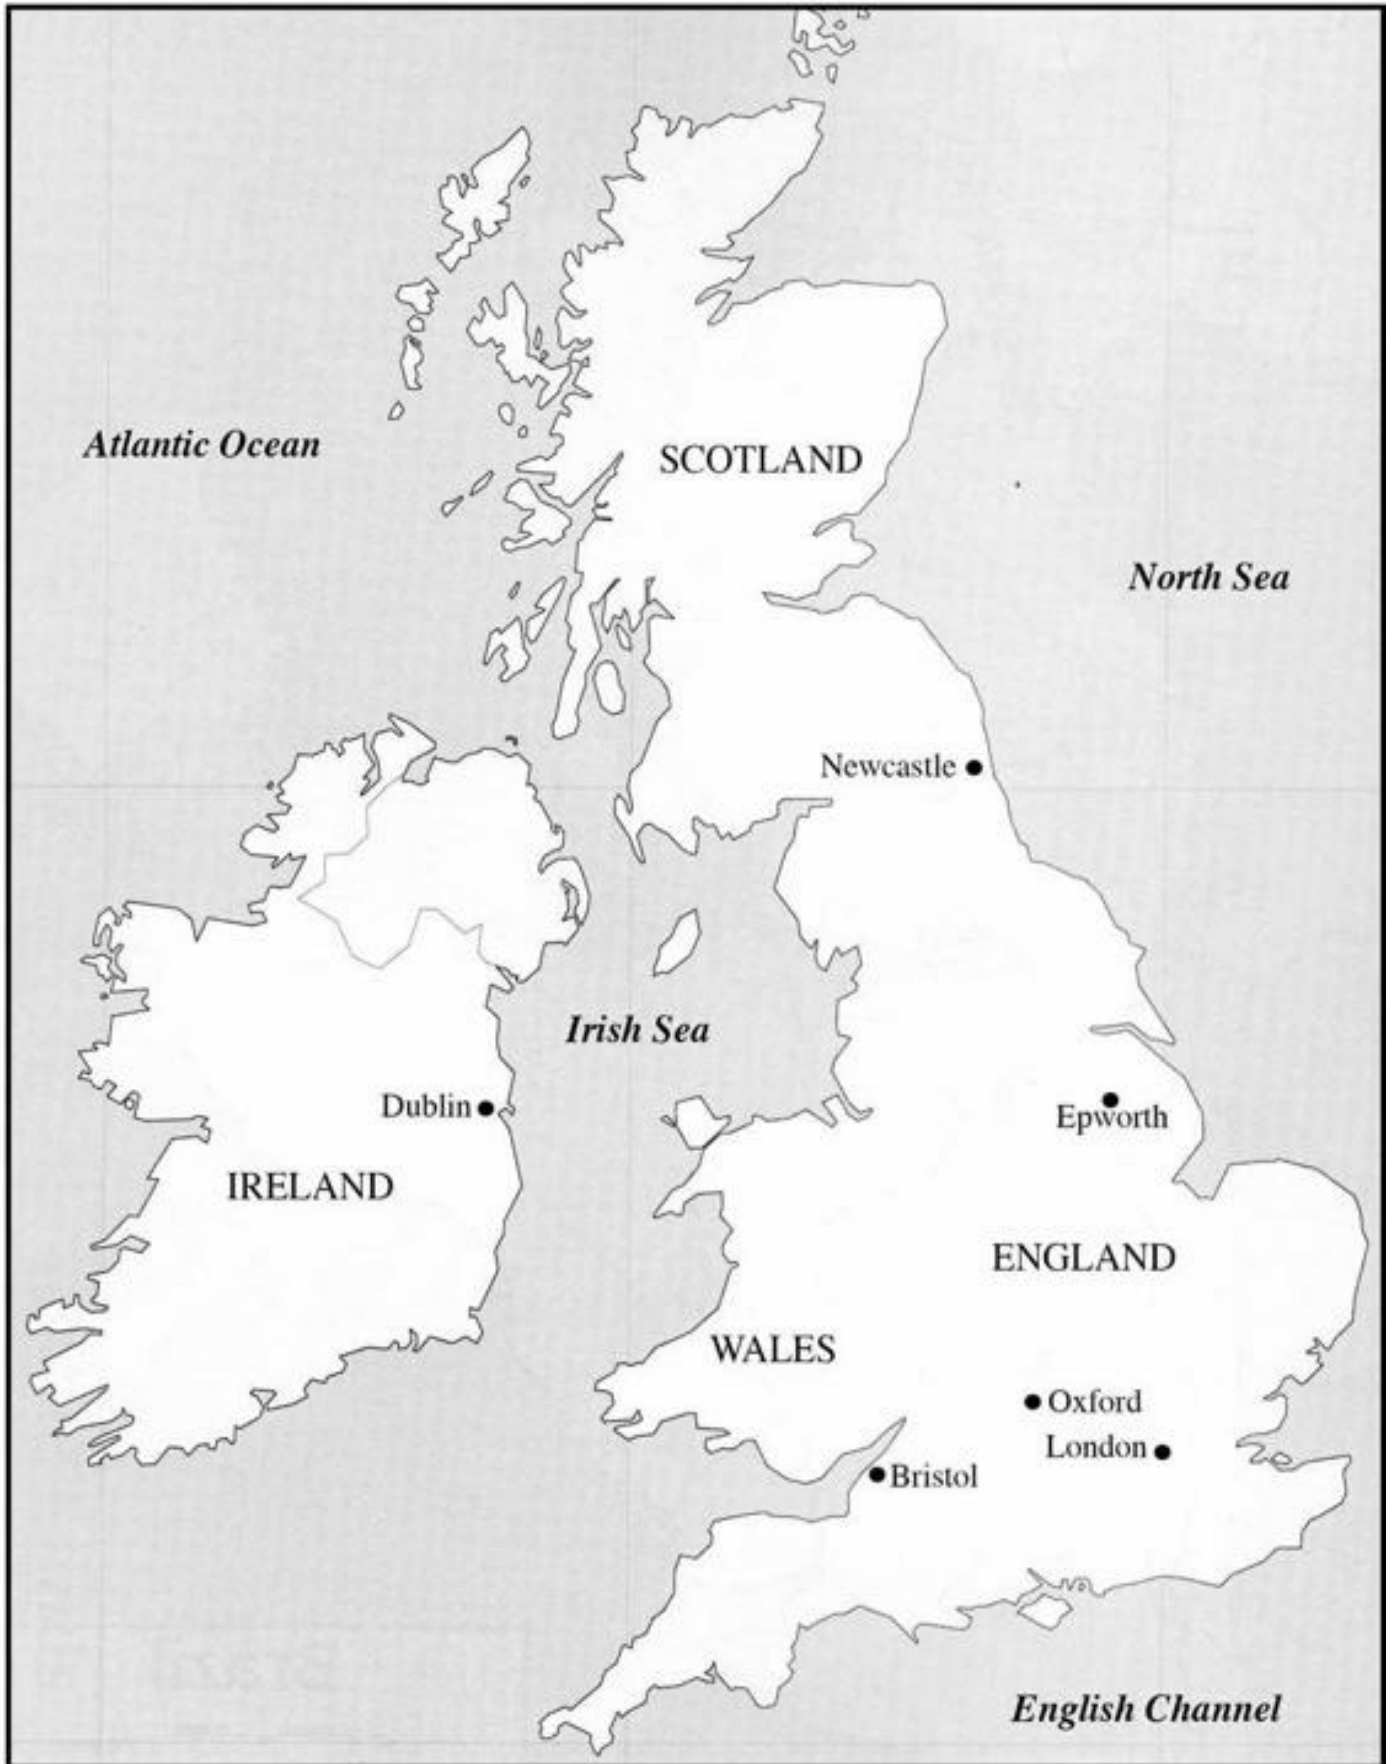 Atlantic Ocean
SCOTLAND
North Sea
Newcastle
Irish Sea
Dublin
Epworth
IRELAND
ENGLAND
WALES
Oxford
London
Bristol
English Channel